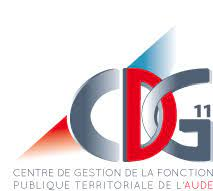 CDG 11
CENTRE DE GESTION DE LA FONCTION
PUBLIQUE TERRITORIALE DE L'AUDE